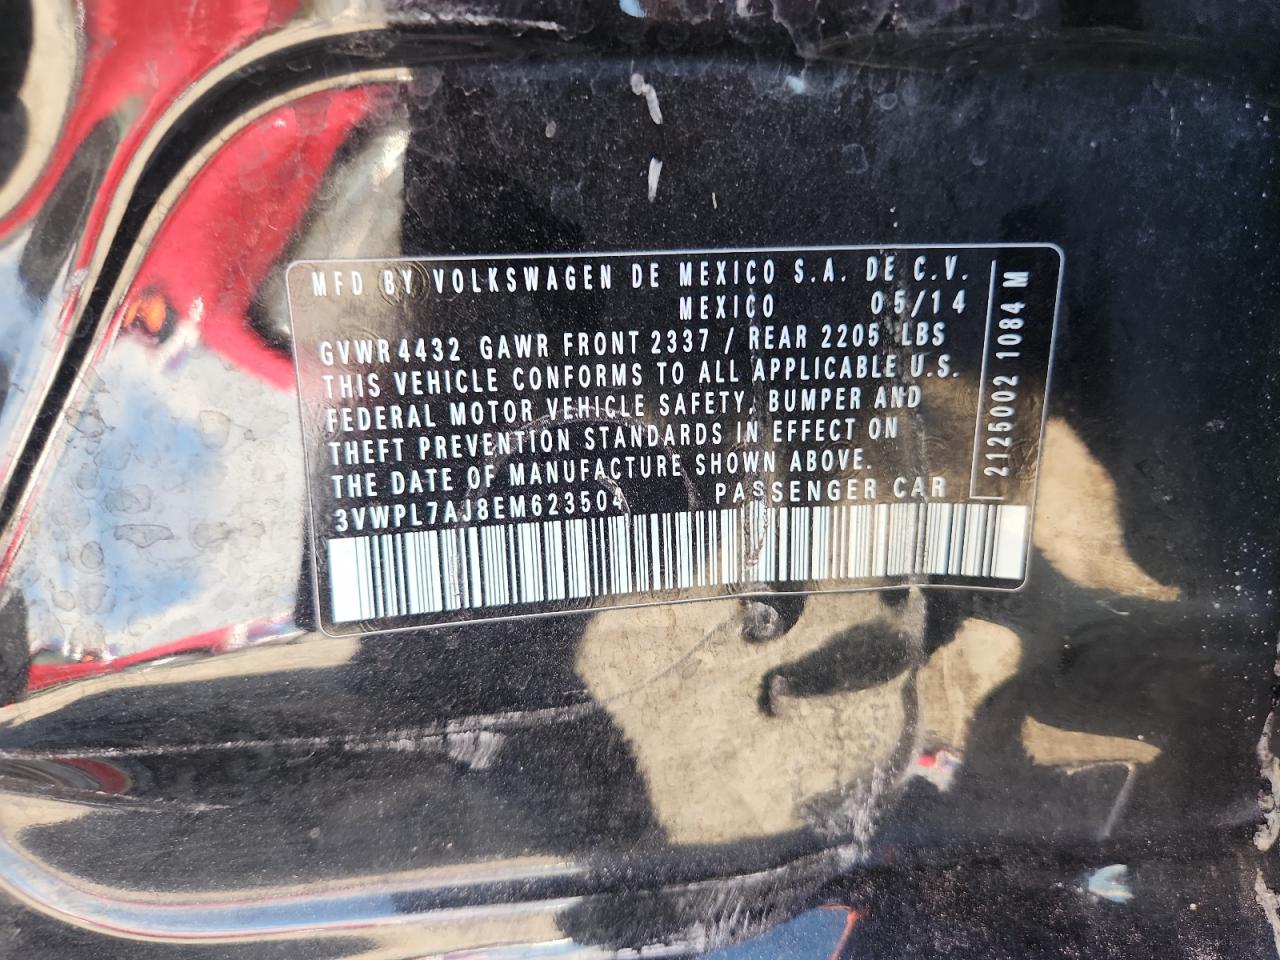 MFD BY VOLKSWAGEN DE MEXICO S.A. DE C.V.
MEXICO 05/14
GVWR 4432 GAWR FRONT 2337 / REAR 2205 LBS
THIS VEHICLE CONFORMS TO ALL APPLICABLE U.S.
FEDERAL MOTOR VEHICLE SAFETY, BUMPER AND
THEFT PREVENTION STANDARDS IN EFFECT ON
THE DATE OF MANUFACTURE SHOWN ABOVE.
3VWPL7AJ8EM623504 PASSENGER CAR
2125002 1084 M